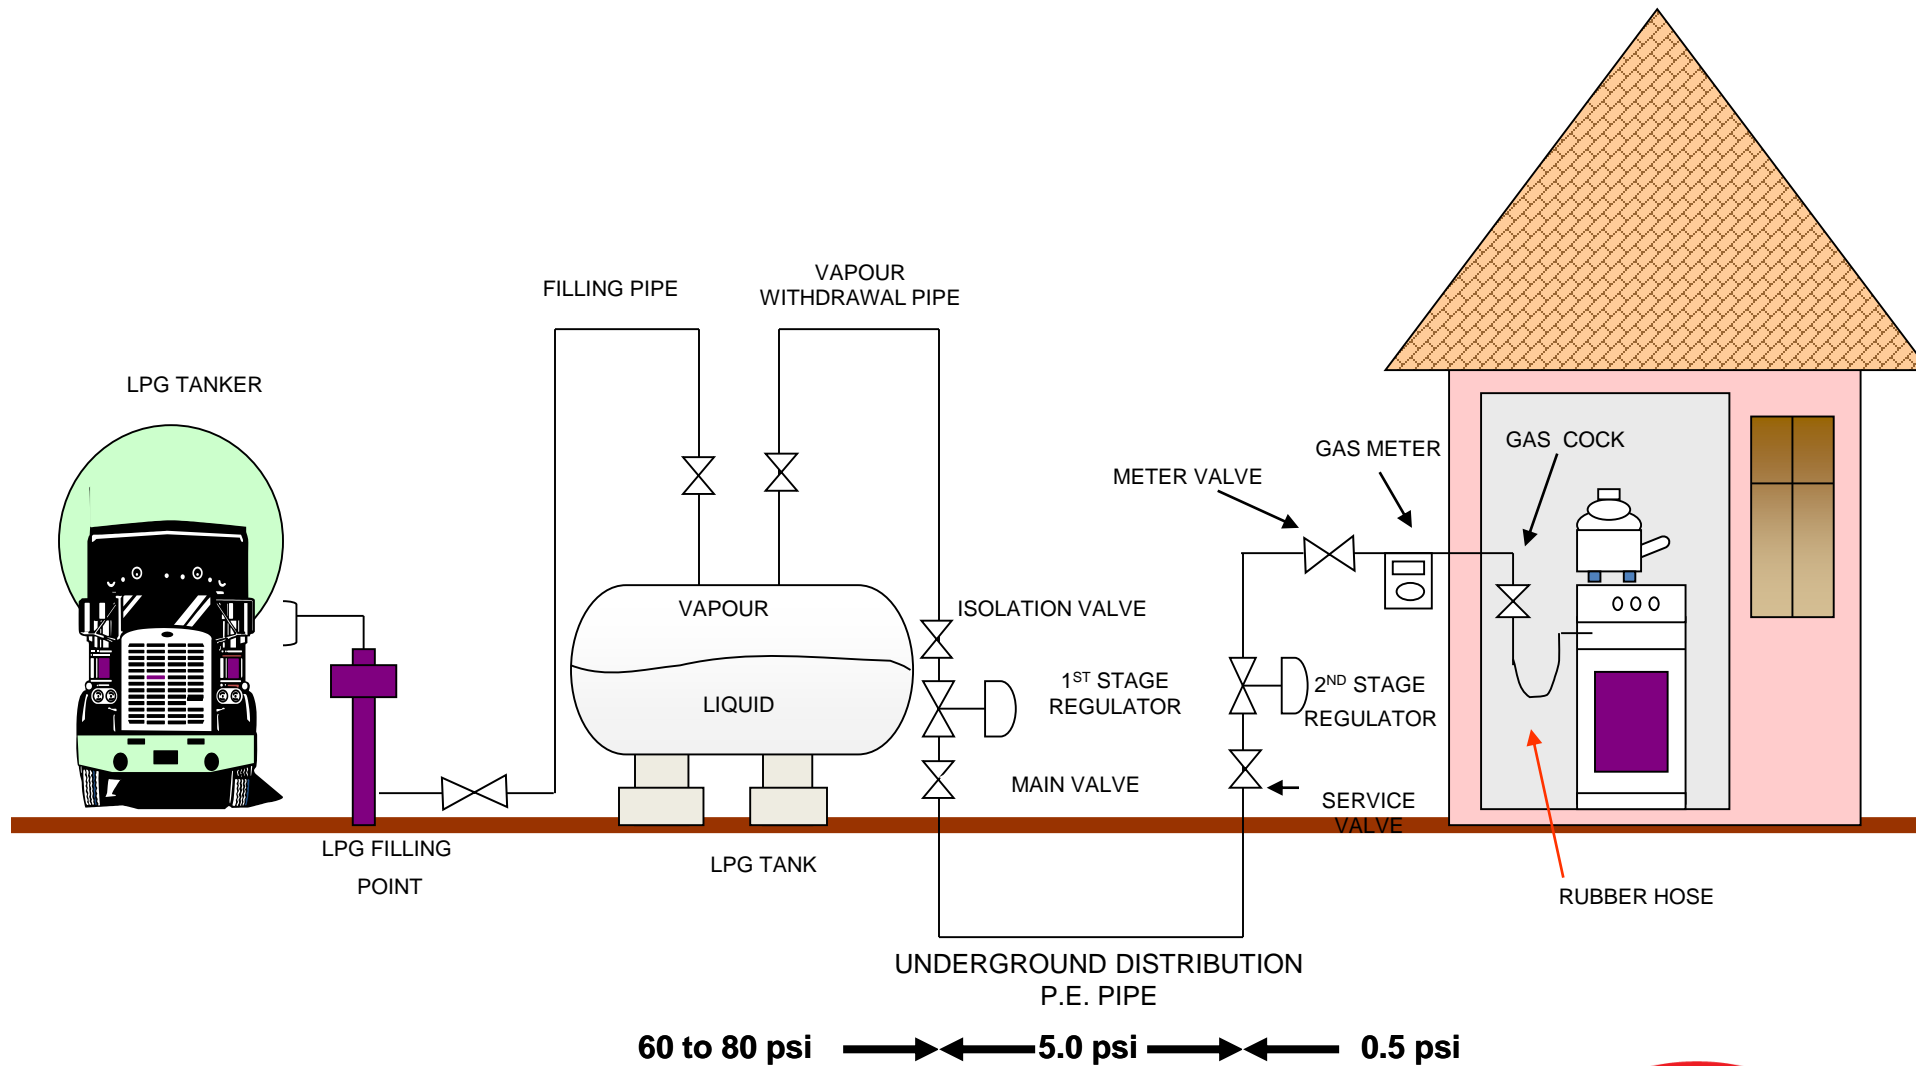 FILLING PIPE
VAPOUR
WITHDRAWAL PIPE
LPG TANKER
GAS METER
GAS COCK
METER VALVE
VAPOUR
ISOLATION VALVE
LIQUID
1ST STAGE
REGULATOR
2ND STAGE
REGULATOR
MAIN VALVE
SERVICE
VALVE
LPG FILLING
POINT
LPG TANK
RUBBER HOSE
UNDERGROUND DISTRIBUTION
P.E. PIPE
60 to 80 psi
5.0 psi
0.5 psi